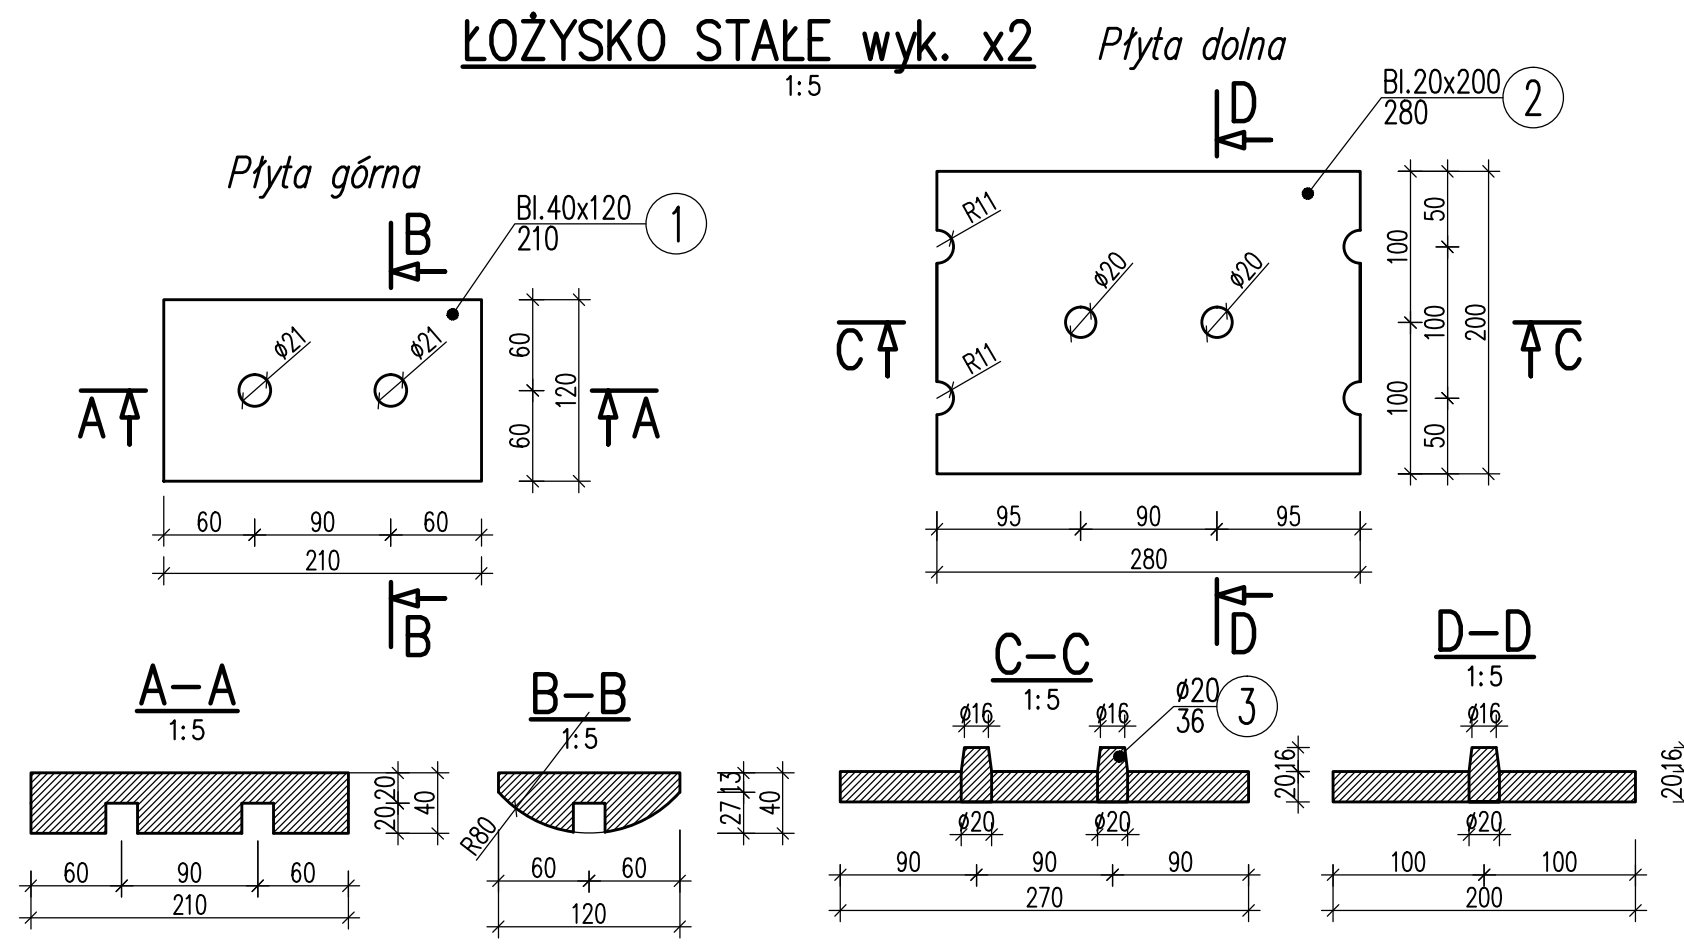 ŁOŻYSKO STAŁE wyk. x2
1:5
Płyta górna
B
Bl.40x120
210
1
ø21
ø21
A
A
60
60
120
60
90
60
210
B
Płyta dolna
D
Bl.20x200
280
2
R11
R11
ø20
ø20
C
C
100
100
50
100
50
200
95
90
95
280
D
A–A
1:5
20
20
40
60
90
60
210
B–B
1:5
R80
13
27
40
60
60
120
C–C
1:5
ø20
36
3
ø16
ø16
16
20
ø20
ø20
90
90
90
270
D–D
1:5
ø16
16
20
ø20
100
100
200